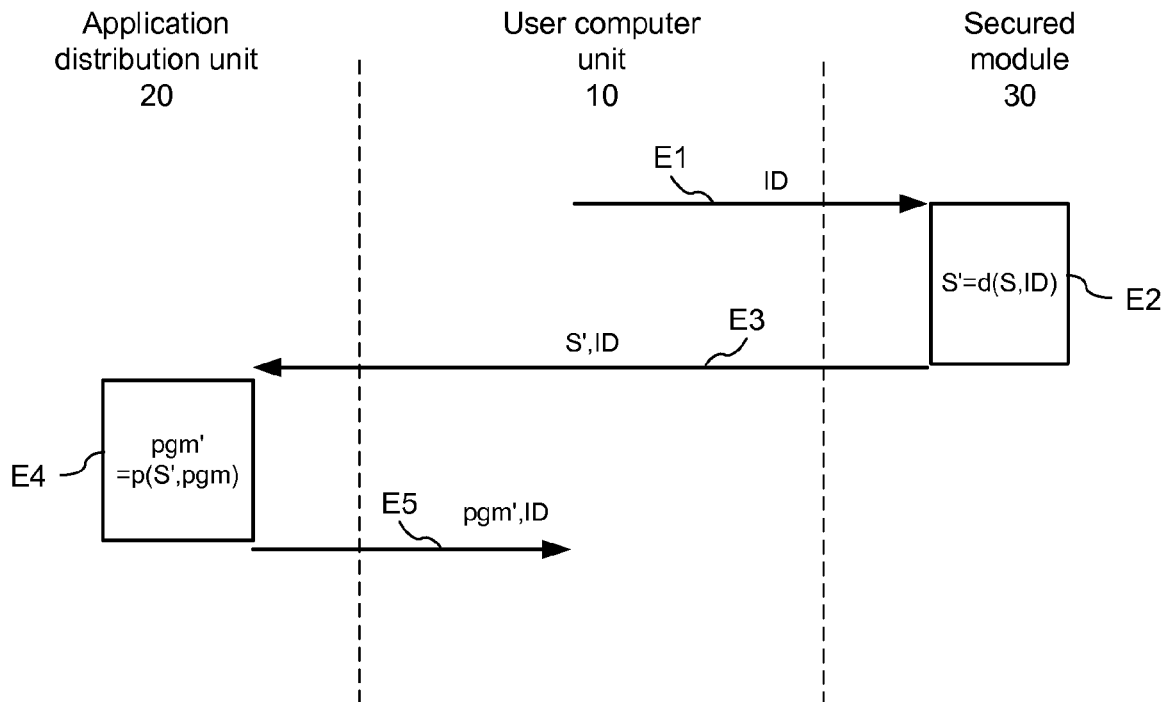 Application
distribution unit
20
User computer
unit
10
Secured
module
30
E1
ID
S'=d(S,ID)
E2
S',ID
E3
pgm'
=p(S',pgm)
E4
E5
pgm',ID